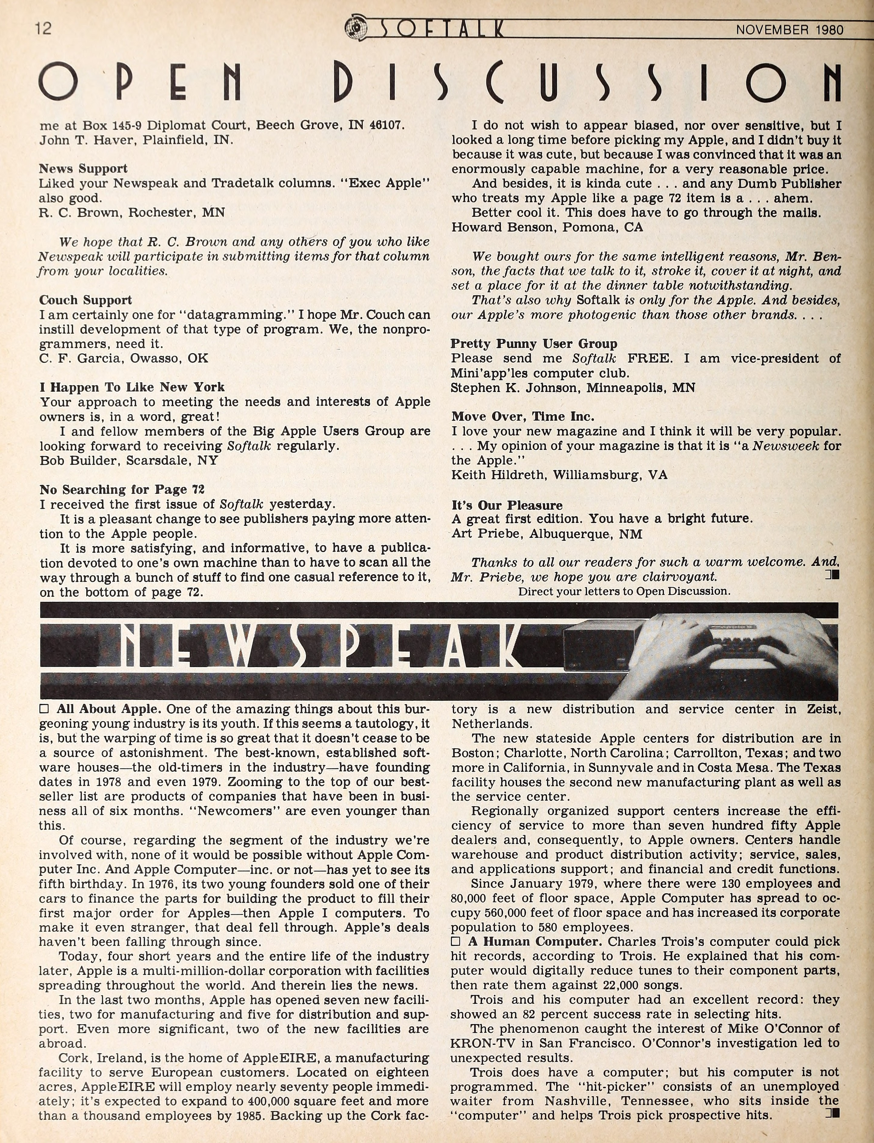 12
SOFTALK
NOVEMBER 1980
OPEN DISCUSSION
me at Box 145-9 Diplomat Court, Beech Grove, IN 46107.
John T. Haver, Plainfield, IN.
News Support
Liked your Newspeak and Tradetalk columns. "Exec Apple"
also good.
R. C. Brown, Rochester, MN
We hope that R. C. Brown and any others of you who like
Newspeak will participate in submitting items for that column
from your localities.
Couch Support
I am certainly one for "datagramming." I hope Mr. Couch can
instill development of that type of program. We, the nonpro-
grammers, need it.
C. F. Garcia, Owasso, OK
I Happen To Like New York
Your approach to meeting the needs and interests of Apple
owners is, in a word, great!
I and fellow members of the Big Apple Users Group are
looking forward to receiving Softalk regularly.
Bob Builder, Scarsdale, NY
No Searching for Page 72
I received the first issue of Softalk yesterday.
It is a pleasant change to see publishers paying more atten-
tion to the Apple people.
It is more satisfying, and informative, to have a publica-
tion devoted to one's own machine than to have to scan all the
way through a bunch of stuff to find one casual reference to it,
on the bottom of page 72.
I do not wish to appear biased, nor over sensitive, but I
looked a long time before picking my Apple, and I didn't buy it
because it was cute, but because I was convinced that it was an
enormously capable machine, for a very reasonable price.
And besides, it is kinda cute . . . and any Dumb Publisher
who treats my Apple like a page 72 item is a . . . ahem.
Better cool it. This does have to go through the mails.
Howard Benson, Pomona, CA
We bought ours for the same intelligent reasons, Mr. Ben-
son, the facts that we talk to it, stroke it, cover it at night, and
set a place for it at the dinner table notwithstanding.
That's also why Softalk is only for the Apple. And besides,
our Apple's more photogenic than those other brands. . . .
Pretty Punny User Group
Please send me Softalk FREE. I am vice-president of
Mini'app'les computer club.
Stephen K. Johnson, Minneapolis, MN
Move Over, Time Inc.
I love your new magazine and I think it will be very popular.
. . . My opinion of your magazine is that it is "a Newsweek for
the Apple."
Keith Hildreth, Williamsburg, VA
It's Our Pleasure
A great first edition. You have a bright future.
Art Priebe, Albuquerque, NM
Thanks to all our readers for such a warm welcome. And,
Mr. Priebe, we hope you are clairvoyant.
Direct your letters to Open Discussion.
NEWSPEAK
□ All About Apple. One of the amazing things about this bur-
geoning young industry is its youth. If this seems a tautology, it
is, but the warping of time is so great that it doesn't cease to be
a source of astonishment. The best-known, established soft-
ware houses—the old-timers in the industry—have founding
dates in 1978 and even 1979. Zooming to the top of our best-
seller list are products of companies that have been in busi-
ness all of six months. "Newcomers" are even younger than
this.
Of course, regarding the segment of the industry we're
involved with, none of it would be possible without Apple Com-
puter Inc. And Apple Computer—inc. or not—has yet to see its
fifth birthday. In 1976, its two young founders sold one of their
cars to finance the parts for building the product to fill their
first major order for Apples—then Apple I computers. To
make it even stranger, that deal fell through. Apple's deals
haven't been falling through since.
Today, four short years and the entire life of the industry
later, Apple is a multi-million-dollar corporation with facilities
spreading throughout the world. And therein lies the news.
In the last two months, Apple has opened seven new facili-
ties, two for manufacturing and five for distribution and sup-
port. Even more significant, two of the new facilities are
abroad.
Cork, Ireland, is the home of AppleEIRE, a manufacturing
facility to serve European customers. Located on eighteen
acres, AppleEIRE will employ nearly seventy people immedi-
ately; it's expected to expand to 400,000 square feet and more
than a thousand employees by 1985. Backing up the Cork fac-
tory is a new distribution and service center in Zeist,
Netherlands.
The new stateside Apple centers for distribution are in
Boston; Charlotte, North Carolina; Carrollton, Texas; and two
more in California, in Sunnyvale and in Costa Mesa. The Texas
facility houses the second new manufacturing plant as well as
the service center.
Regionally organized support centers increase the effi-
ciency of service to more than seven hundred fifty Apple
dealers and, consequently, to Apple owners. Centers handle
warehouse and product distribution activity; service, sales,
and applications support; and financial and credit functions.
Since January 1979, where there were 130 employees and
80,000 feet of floor space, Apple Computer has spread to oc-
cupy 560,000 feet of floor space and has increased its corporate
population to 580 employees.
□ A Human Computer. Charles Trois's computer could pick
hit records, according to Trois. He explained that his com-
puter would digitally reduce tunes to their component parts,
then rate them against 22,000 songs.
Trois and his computer had an excellent record: they
showed an 82 percent success rate in selecting hits.
The phenomenon caught the interest of Mike O'Connor of
KRON-TV in San Francisco. O'Connor's investigation led to
unexpected results.
Trois does have a computer; but his computer is not
programmed. The "hit-picker" consists of an unemployed
waiter from Nashville, Tennessee, who sits inside the
"computer" and helps Trois pick prospective hits.